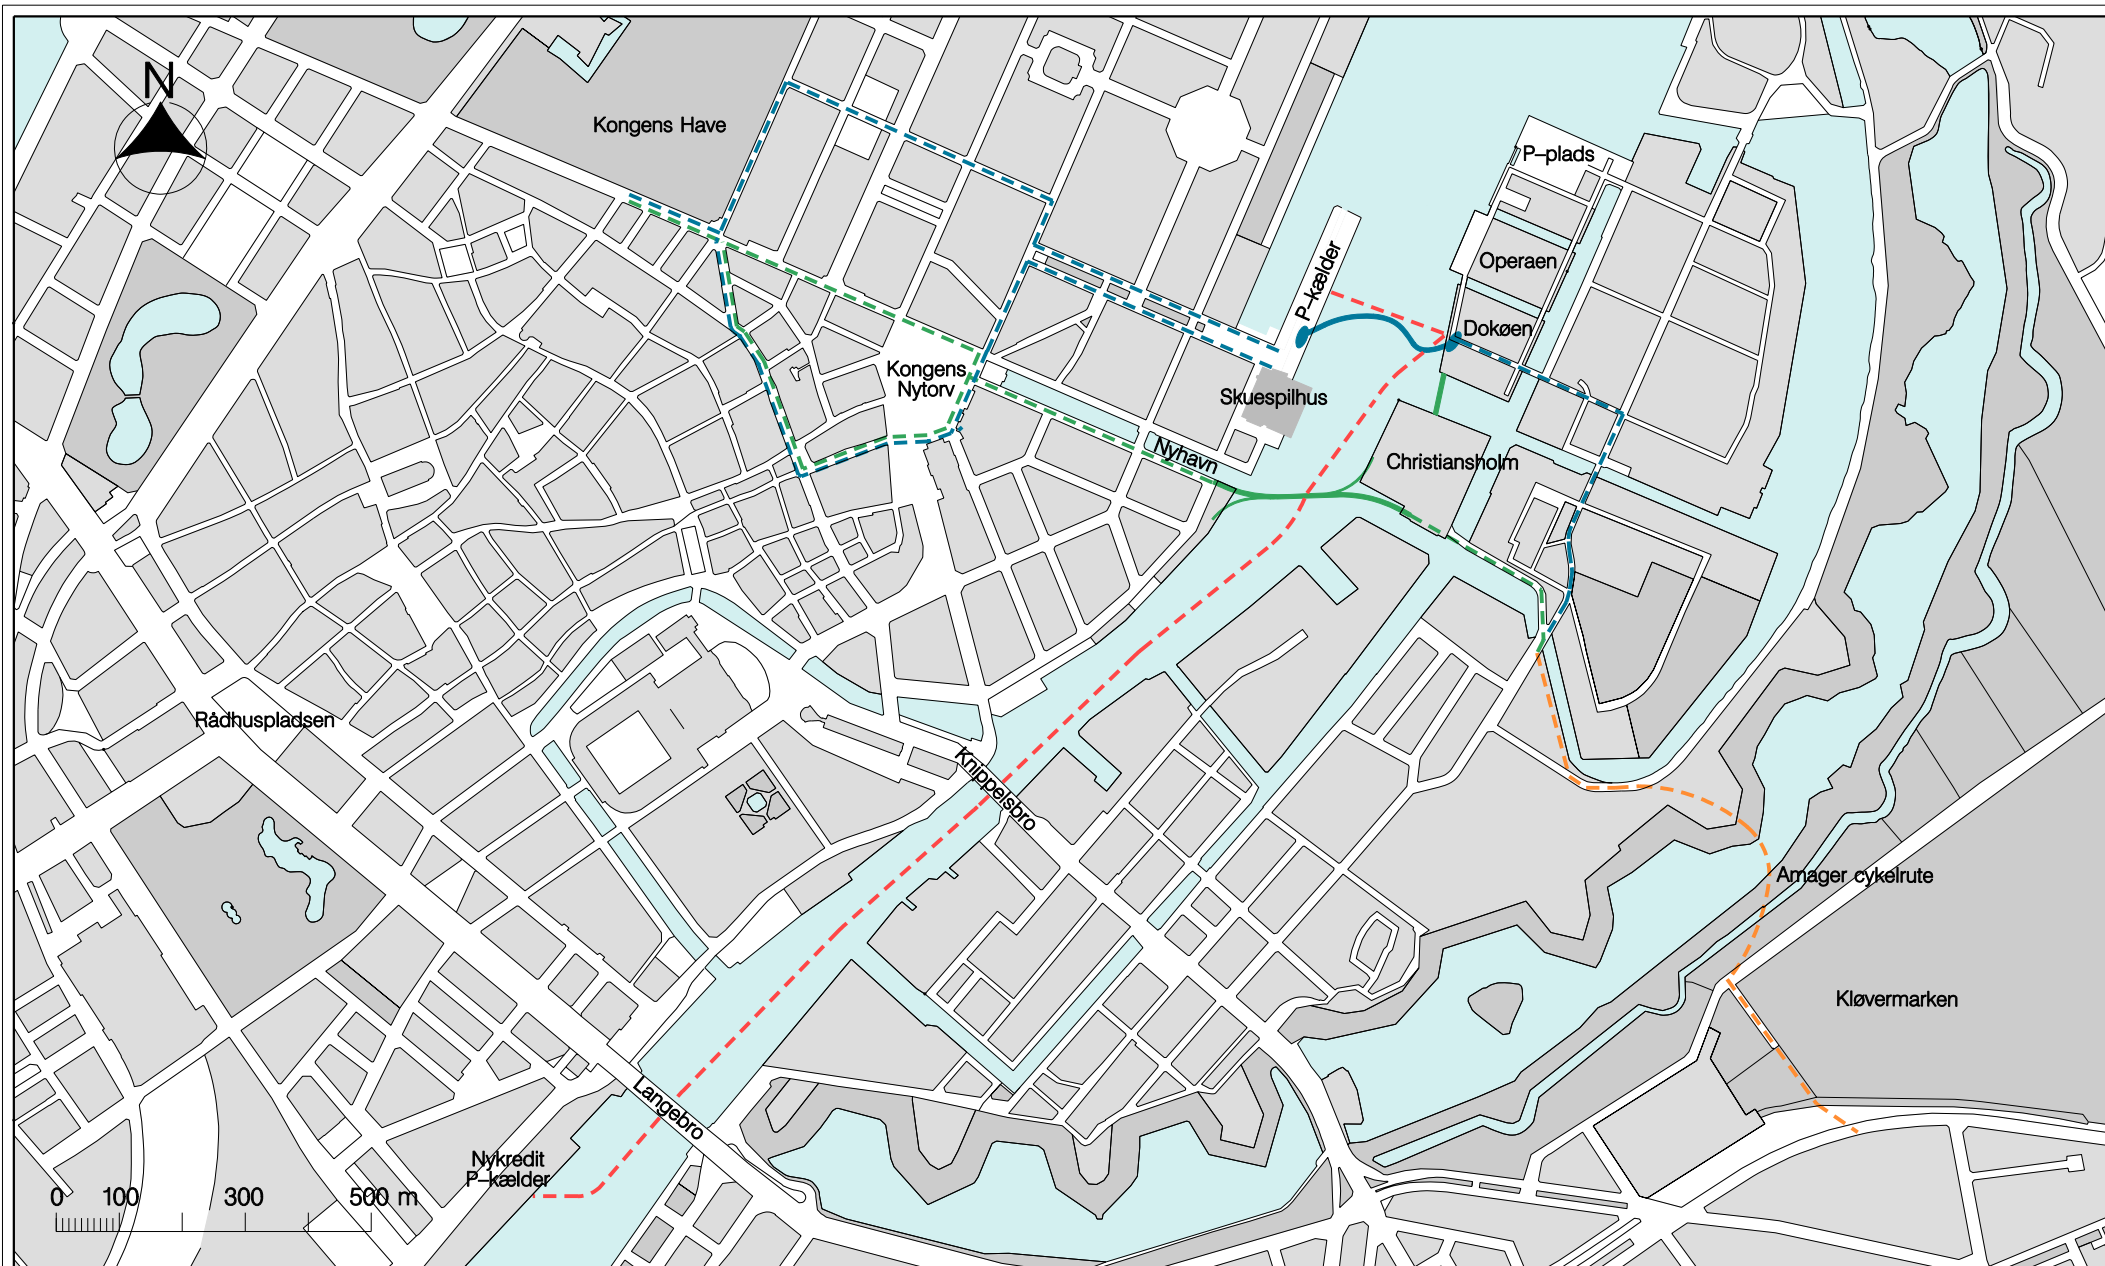 N
Kongens Have
P–plads
Operaen
P–kælder
Dokøen
Kongens
Nytorv
Skuespilhus
Nyhavn
Christiansholm
Rådhuspladsen
Knippelsbro
Amager cykelrute
Kløvermarken
Langebro
Nykredit
P–kælder
0 100 300 500 m